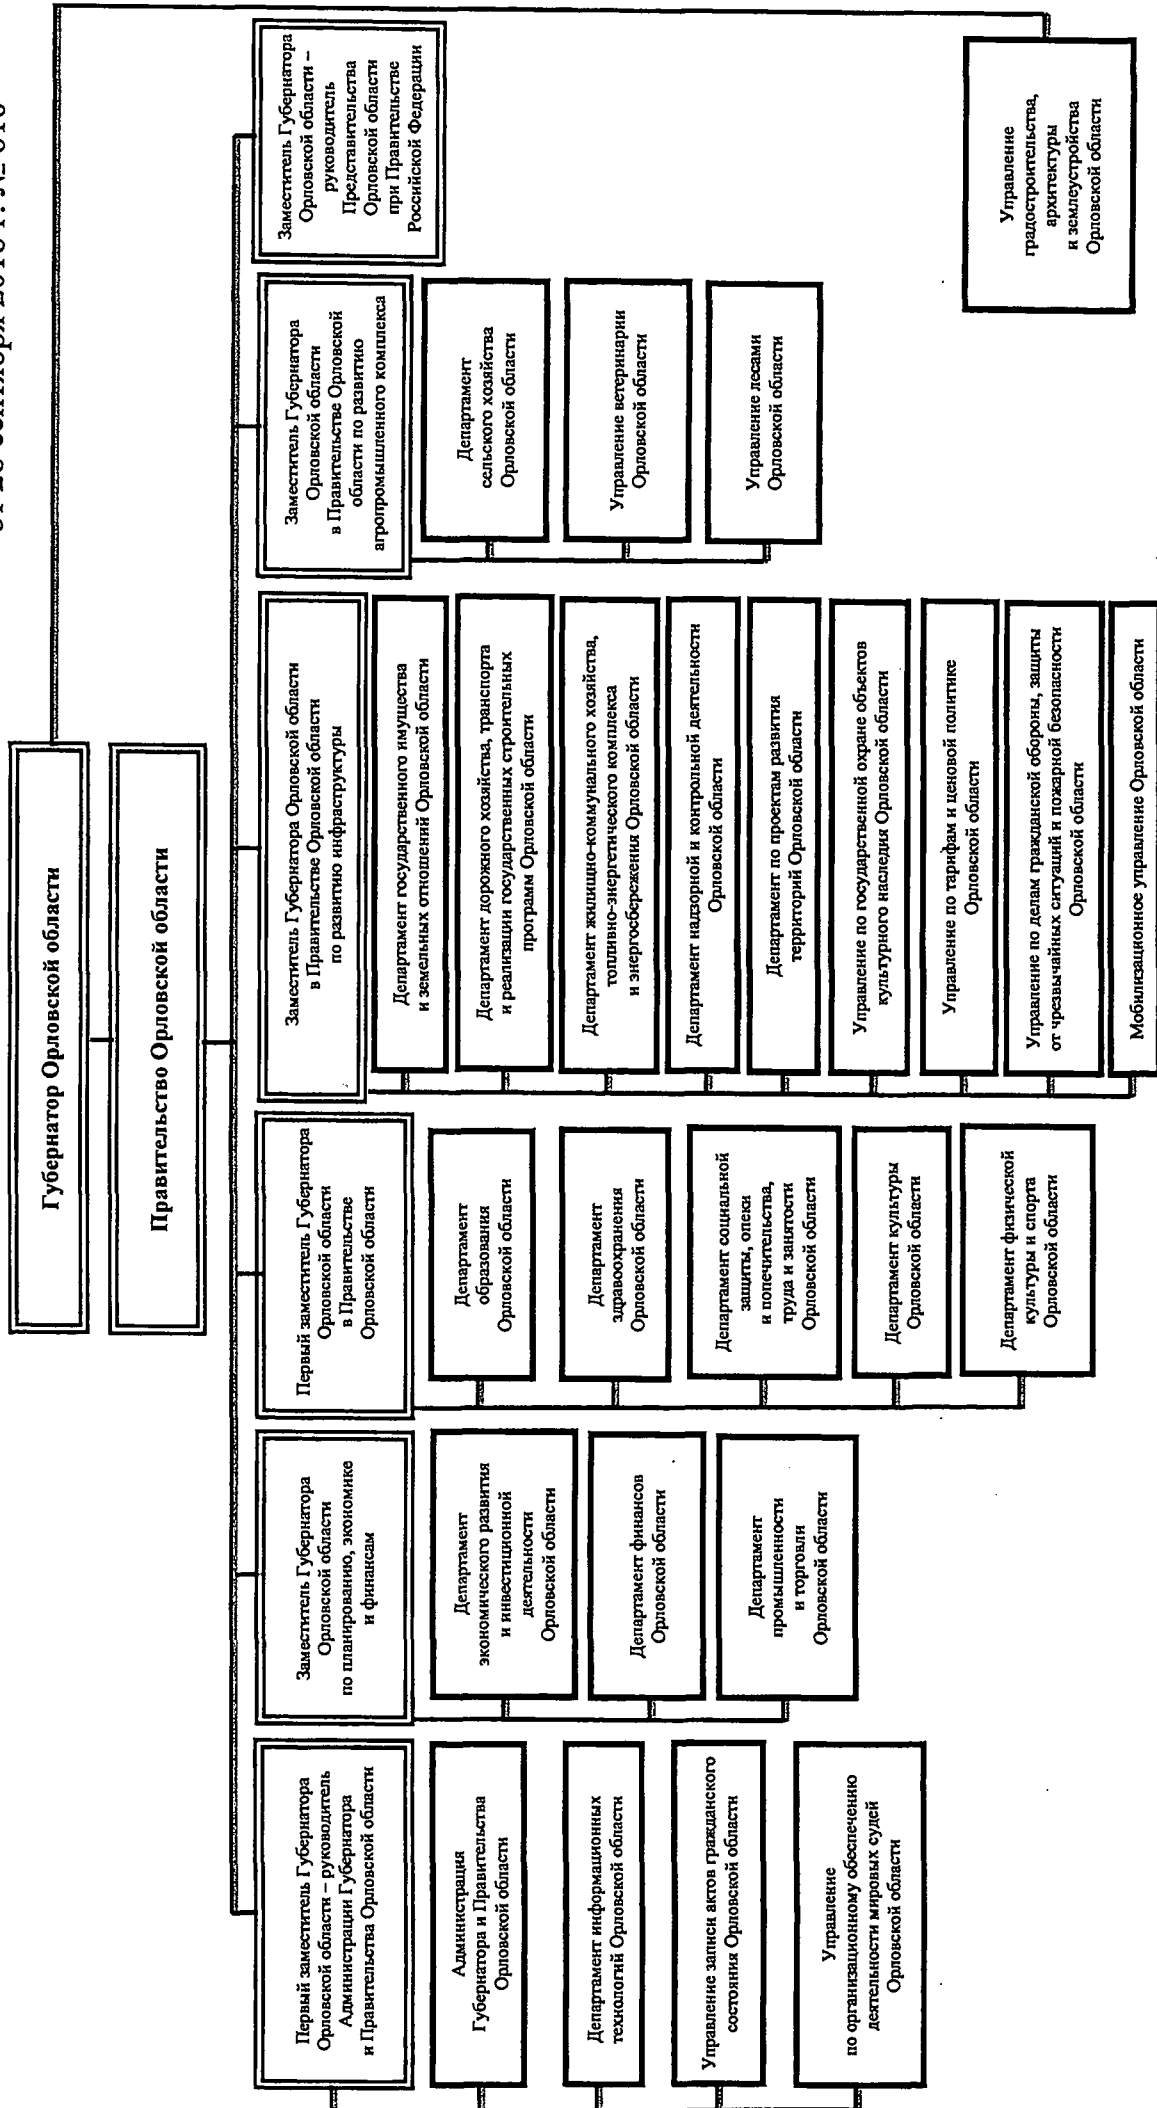 Губернатор Орловской области
Правительство Орловской области
Первый заместитель Губернатора
Орловской области – руководитель
Администрации Губернатора
и Правительства Орловской области
Администрация
Губернатора и Правительства
Орловской области
Департамент информационных
технологий Орловской области
Управление записи актов гражданского
состояния Орловской области
Управление
по организационному обеспечению
деятельности мировых судей
Орловской области
Заместитель Губернатора
Орловской области
по планированию, экономике
и финансам
Департамент
экономического развития
и инвестиционной
деятельности
Орловской области
Департамент финансов
Орловской области
Департамент
промышленности
и торговли
Орловской области
Первый заместитель Губернатора
Орловской области
в Правительстве
Орловской области
Департамент
образования
Орловской области
Департамент
здравоохранения
Орловской области
Департамент социальной
защиты, опеки
и попечительства,
труда и занятости
Орловской области
Департамент культуры
Орловской области
Департамент физической
культуры и спорта
Орловской области
Заместитель Губернатора Орловской области
в Правительстве Орловской области
по развитию инфраструктуры
Департамент государственного имущества
и земельных отношений Орловской области
Департамент дорожного хозяйства, транспорта
и реализации государственных строительных
программ Орловской области
Департамент жилищно-коммунального хозяйства,
топливно-энергетического комплекса
и энергосбережения Орловской области
Департамент надзорной и контрольной деятельности
Орловской области
Департамент по проектам развития
территорий Орловской области
Управление по государственной охране объектов
культурного наследия Орловской области
Управление по тарифам и ценовой политике
Орловской области
Управление по делам гражданской обороны, защиты
от чрезвычайных ситуаций и пожарной безопасности
Орловской области
Мобилизационное управление Орловской области
Заместитель Губернатора
Орловской области
в Правительстве Орловской
области по развитию
агропромышленного комплекса
Департамент
сельского хозяйства
Орловской области
Управление ветеринарии
Орловской области
Управление лесами
Орловской области
Заместитель Губернатора
Орловской области –
руководитель
Представительства
Орловской области
при Правительстве
Российской Федерации
Управление
градостроительства,
архитектуры
и землеустройства
Орловской области